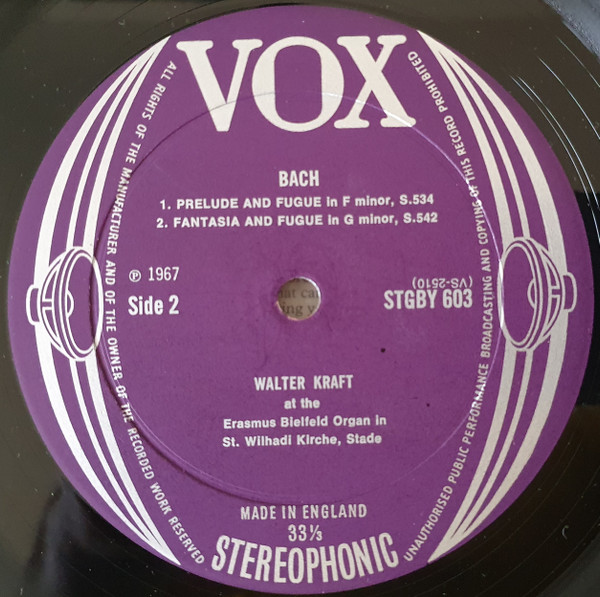 VOX
ALL RIGHTS OF THE MANUFACTURER AND OF THE OWNER OF THE RECORDED WORK RESERVED
UNAUTHORISED PUBLIC PERFORMANCE BROADCASTING AND COPYING OF THIS RECORD PROHIBITED
BACH
1. PRELUDE AND FUGUE in F minor, S.534
2. FANTASIA AND FUGUE in G minor, S.542
℗ 1967
(VS-2510)
Side 2
STGBY 603
ing
WALTER KRAFT
at the
Erasmus Bielfeld Organ in
St. Wilhadi Kirche, Stade
MADE IN ENGLAND
33⅓
STEREOPHONIC